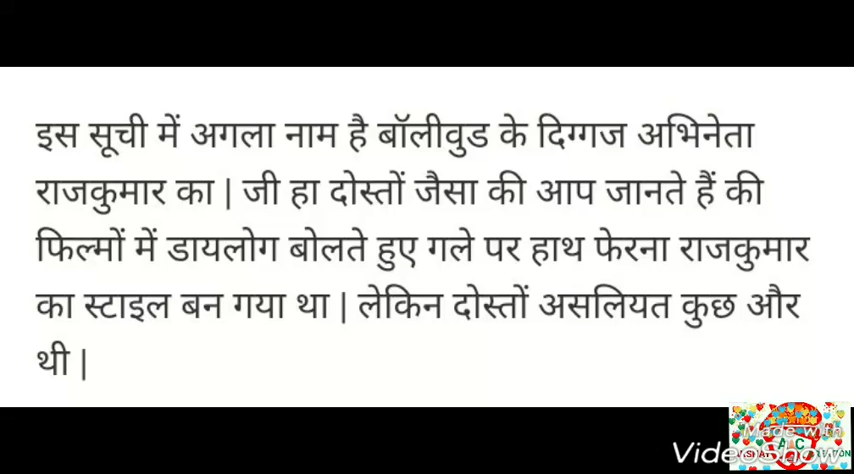 इस सूची में अगला नाम है बॉलीवुड के दिग्गज अभिनेता
राजकुमार का | जी हा दोस्तों जैसा की आप जानते हैं की
फिल्मों में डायलोग बोलते हुए गले पर हाथ फेरना राजकुमार
का स्टाइल बन गया था | लेकिन दोस्तों असलियत कुछ और
थी |
Made with
A C
VideoShow